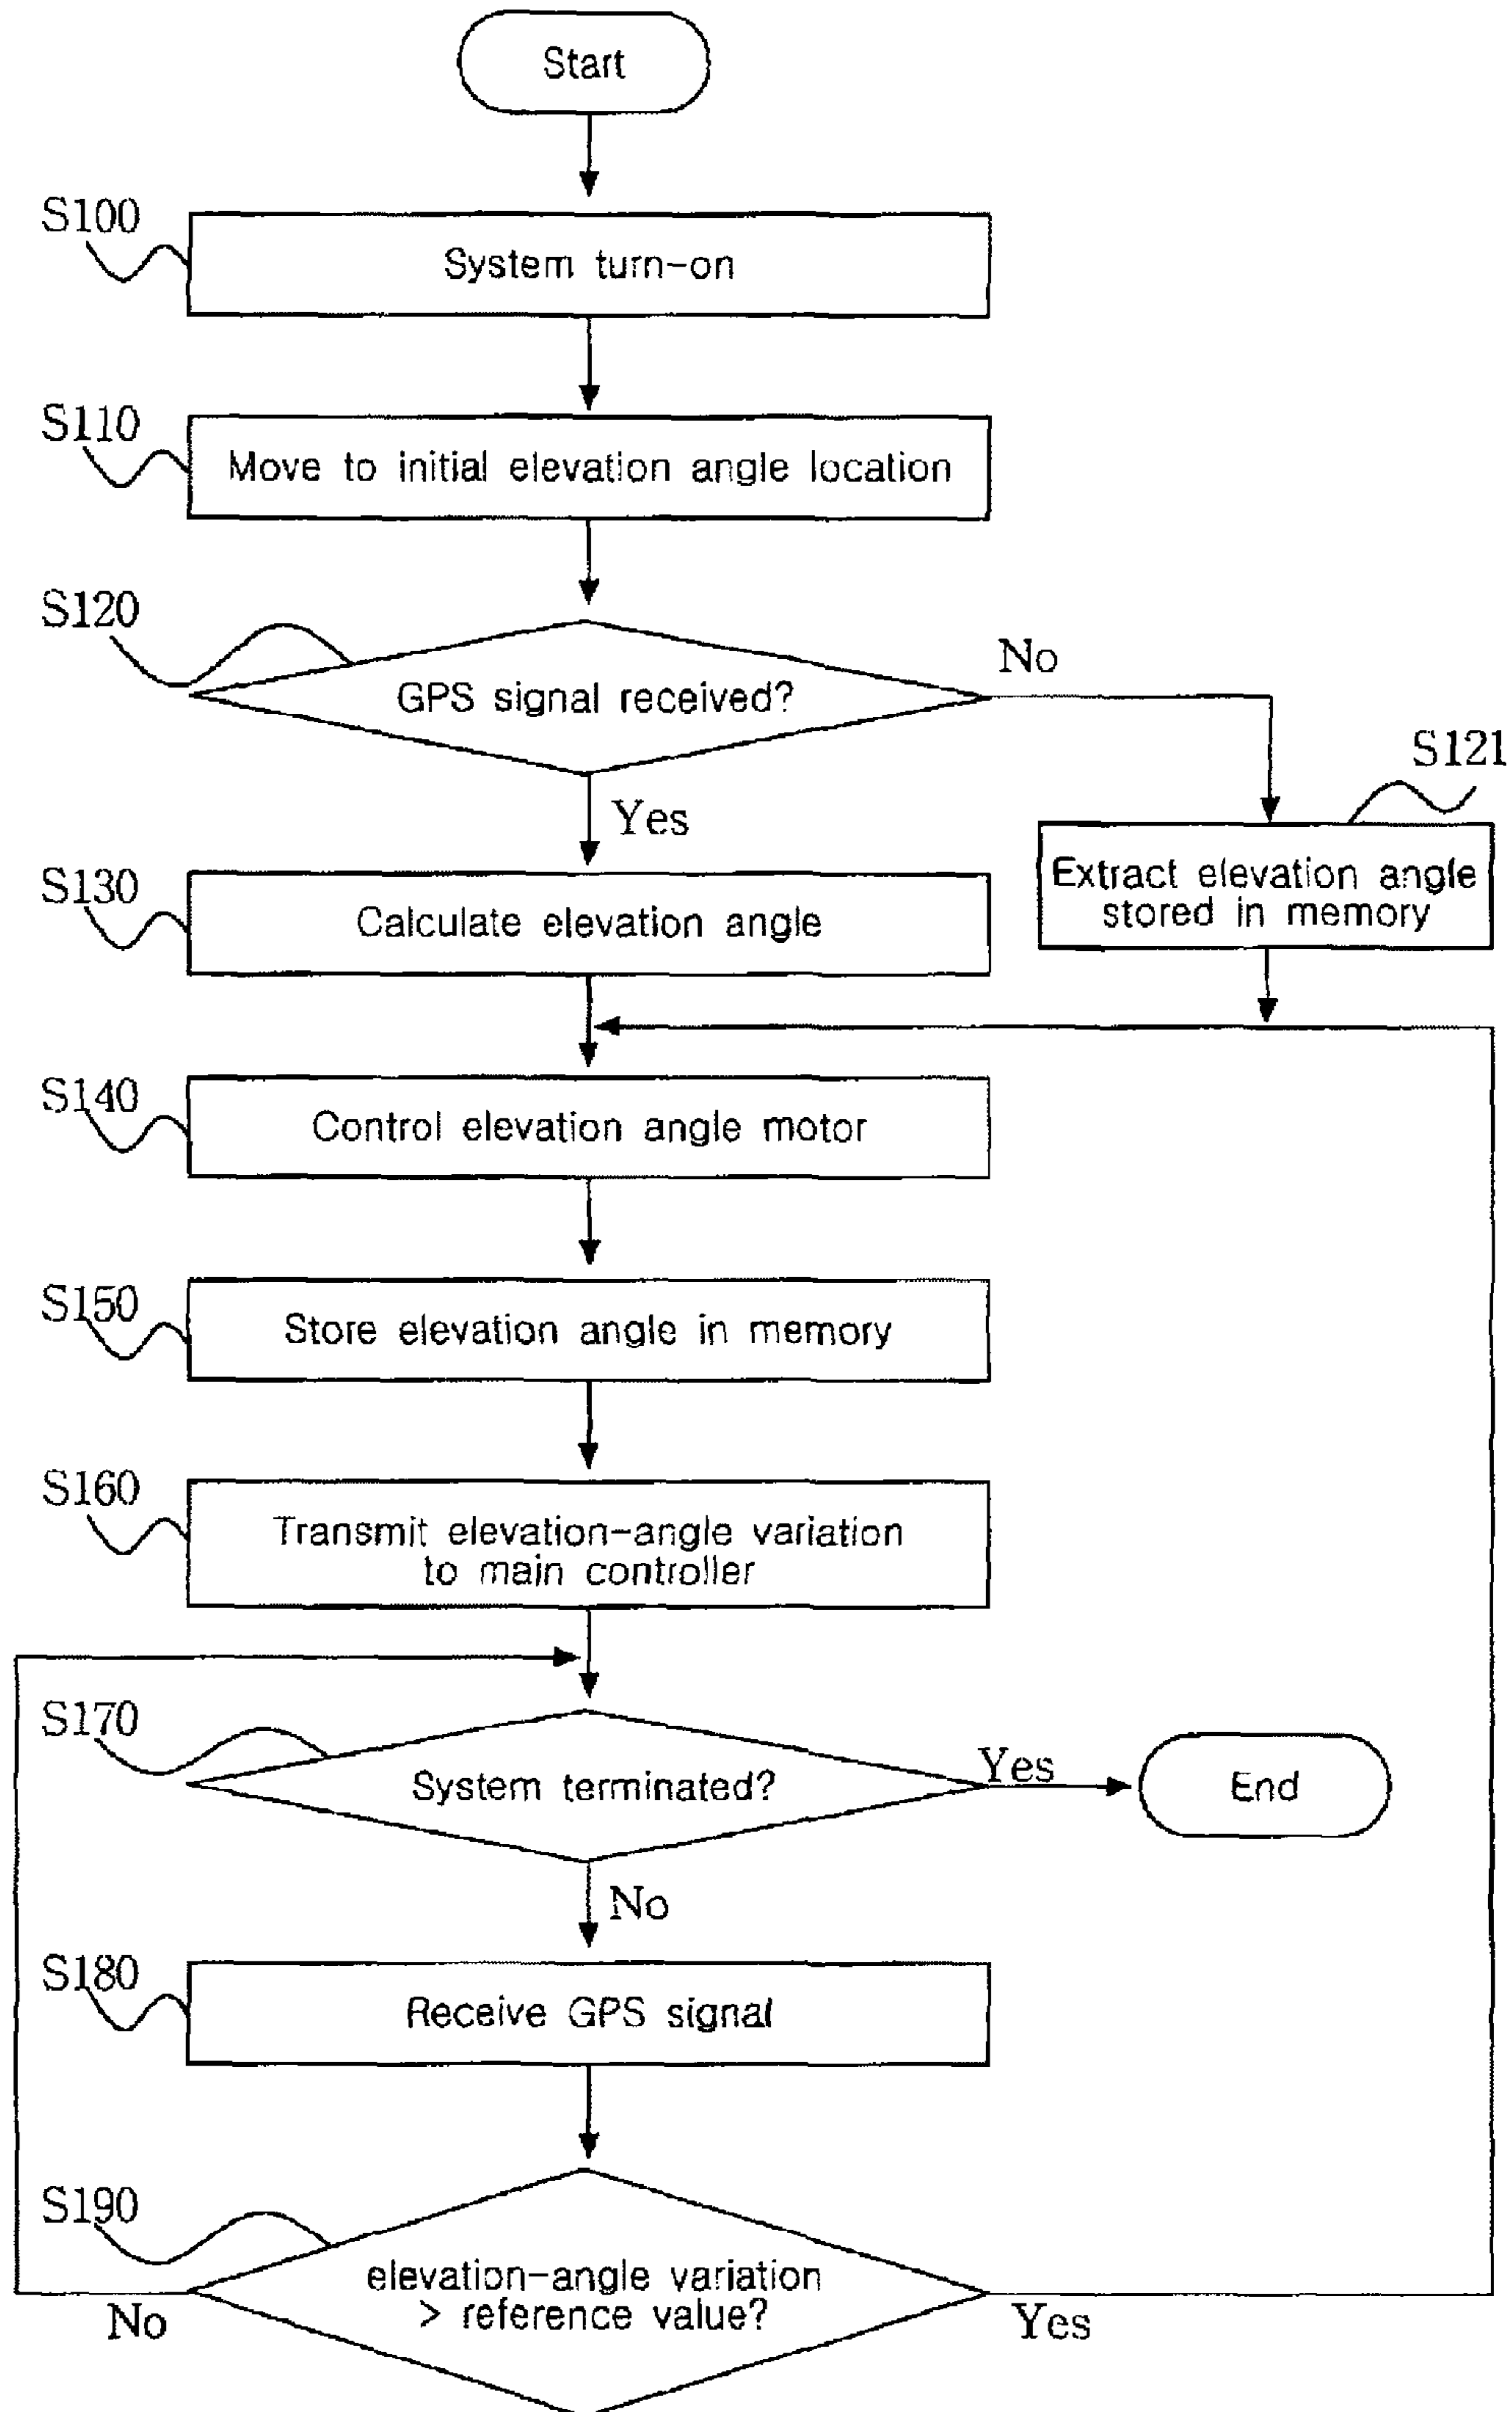 Start
S100
System turn-on
S110
Move to initial elevation angle location
S120
GPS signal received?
No
S121
Yes
Extract elevation angle
stored in memory
S130
Calculate elevation angle
S140
Control elevation angle motor
S150
Store elevation angle in memory
S160
Transmit elevation-angle variation
to main controller
S170
System terminated?
Yes
End
No
S180
Receive GPS signal
S190
elevation-angle variation
> reference value?
No
Yes